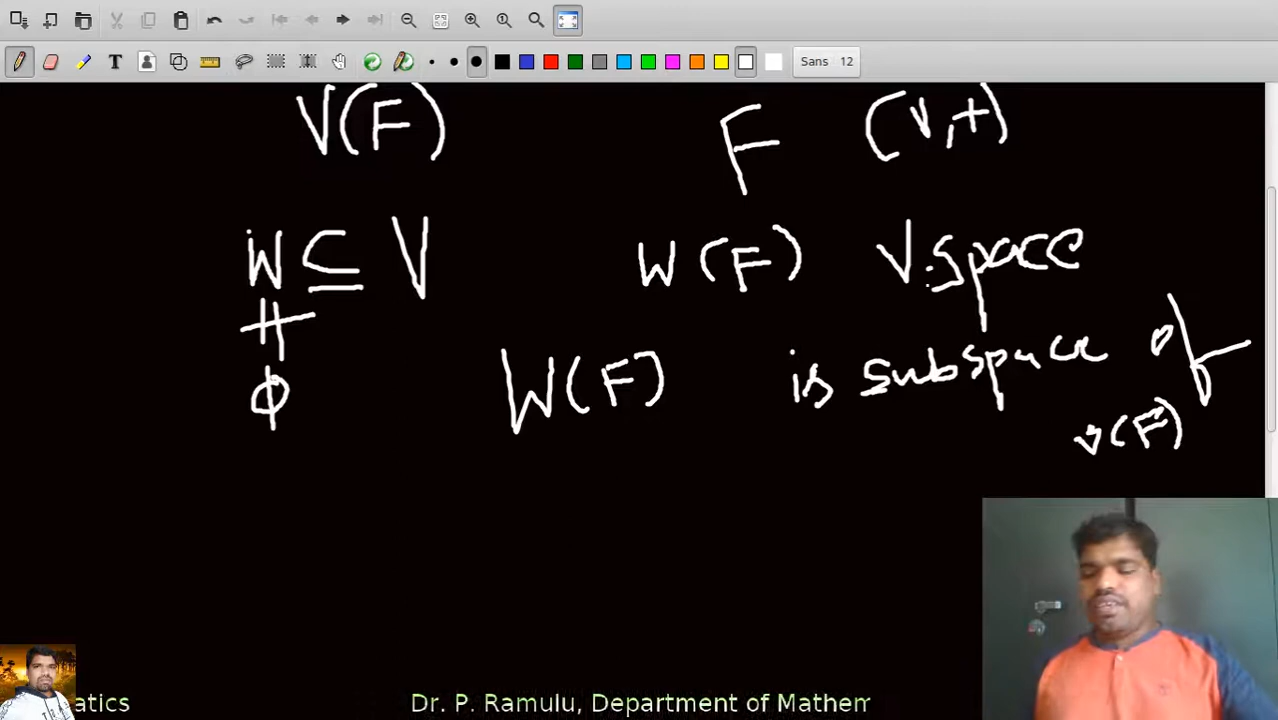 Sans 12
V(F) F (V,+)
W ⊆ V W(F) V.space
≠
ϕ W(F) is subspace of
V(F)
atics Dr. P. Ramulu, Department of Mathem